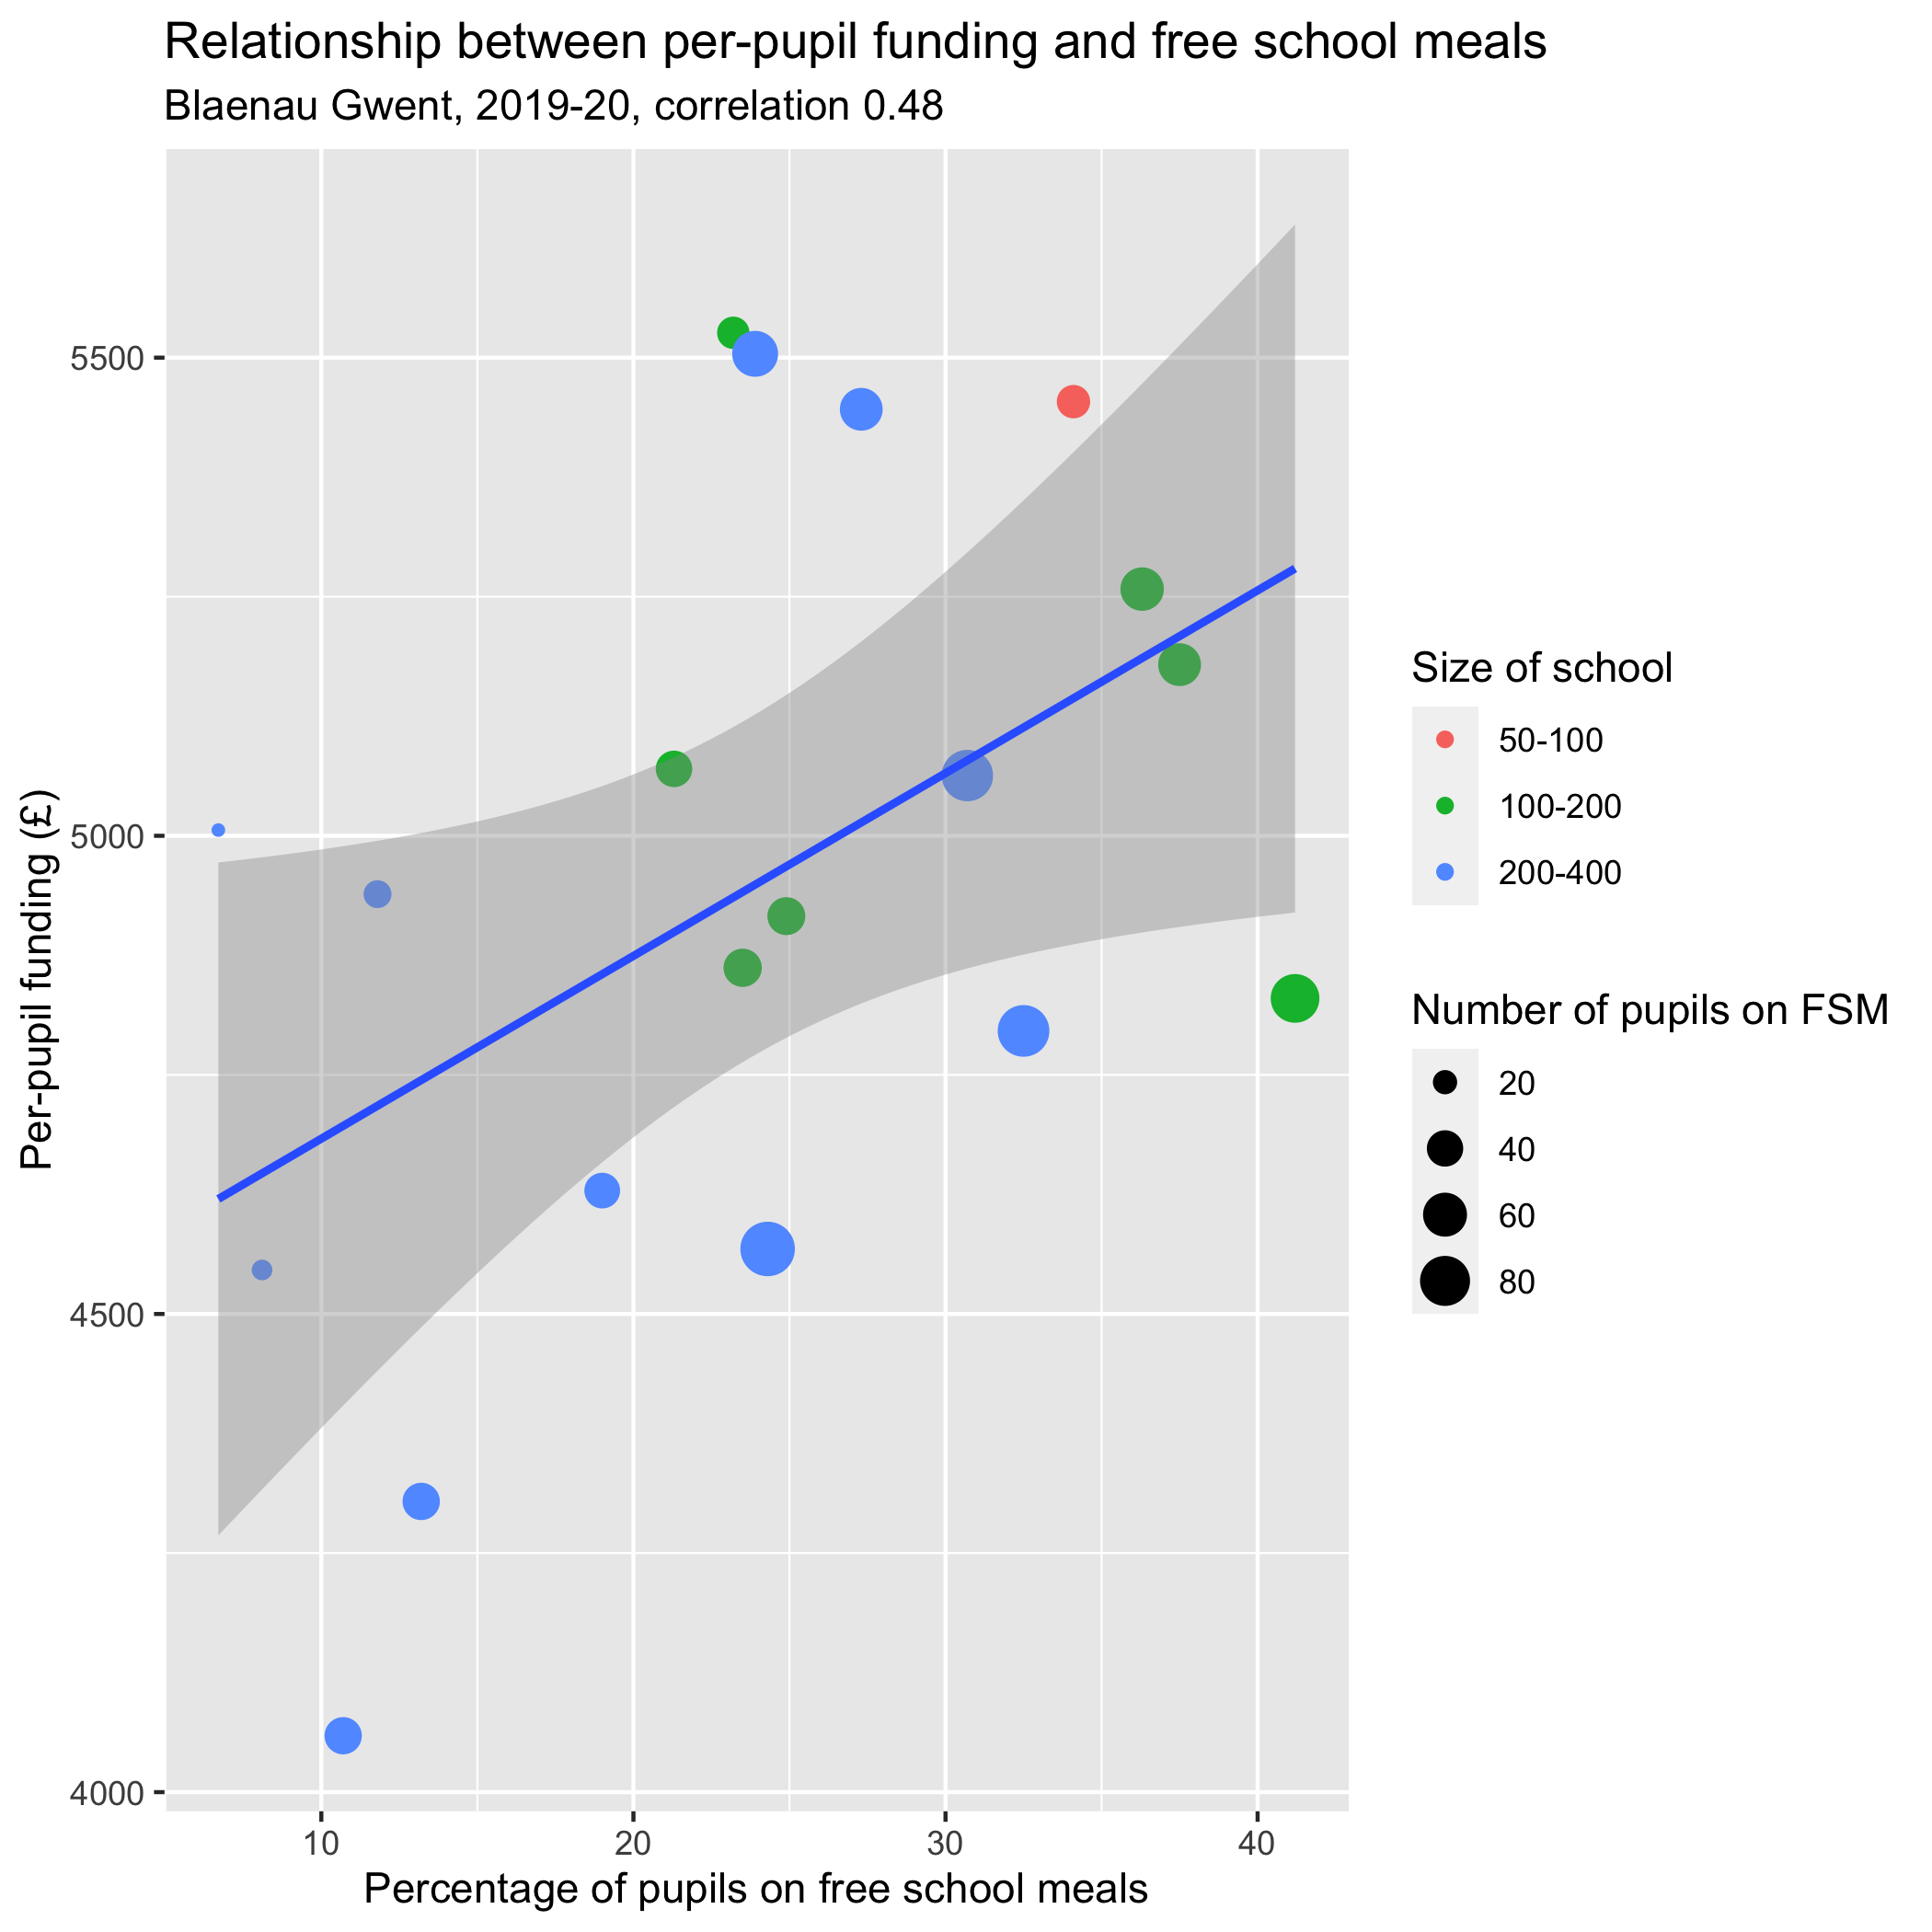 Relationship between per-pupil funding and free school meals
Blaenau Gwent, 2019-20, correlation 0.48
Per-pupil funding (£)
5500
5000
4500
4000
10 20 30 40
Percentage of pupils on free school meals
Size of school
50-100
100-200
200-400
Number of pupils on FSM
20
40
60
80